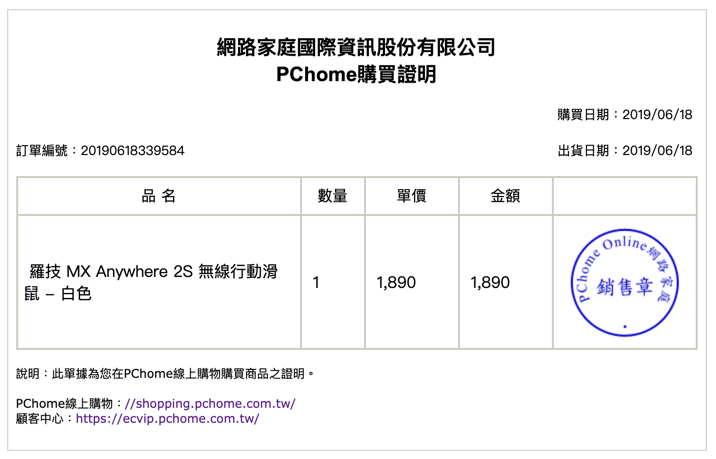 網路家庭國際資訊股份有限公司
PChome購買證明
購買日期：2019/06/18
訂單編號：20190618339584
出貨日期：2019/06/18
品 名
數量
單價
金額
羅技 MX Anywhere 2S 無線行動滑
鼠 – 白色
1
1,890
1,890
PChome Online網路家庭
銷售章
說明：此單據為您在PChome線上購物購買商品之證明。
PChome線上購物：//shopping.pchome.com.tw/
顧客中心：https://ecvip.pchome.com.tw/